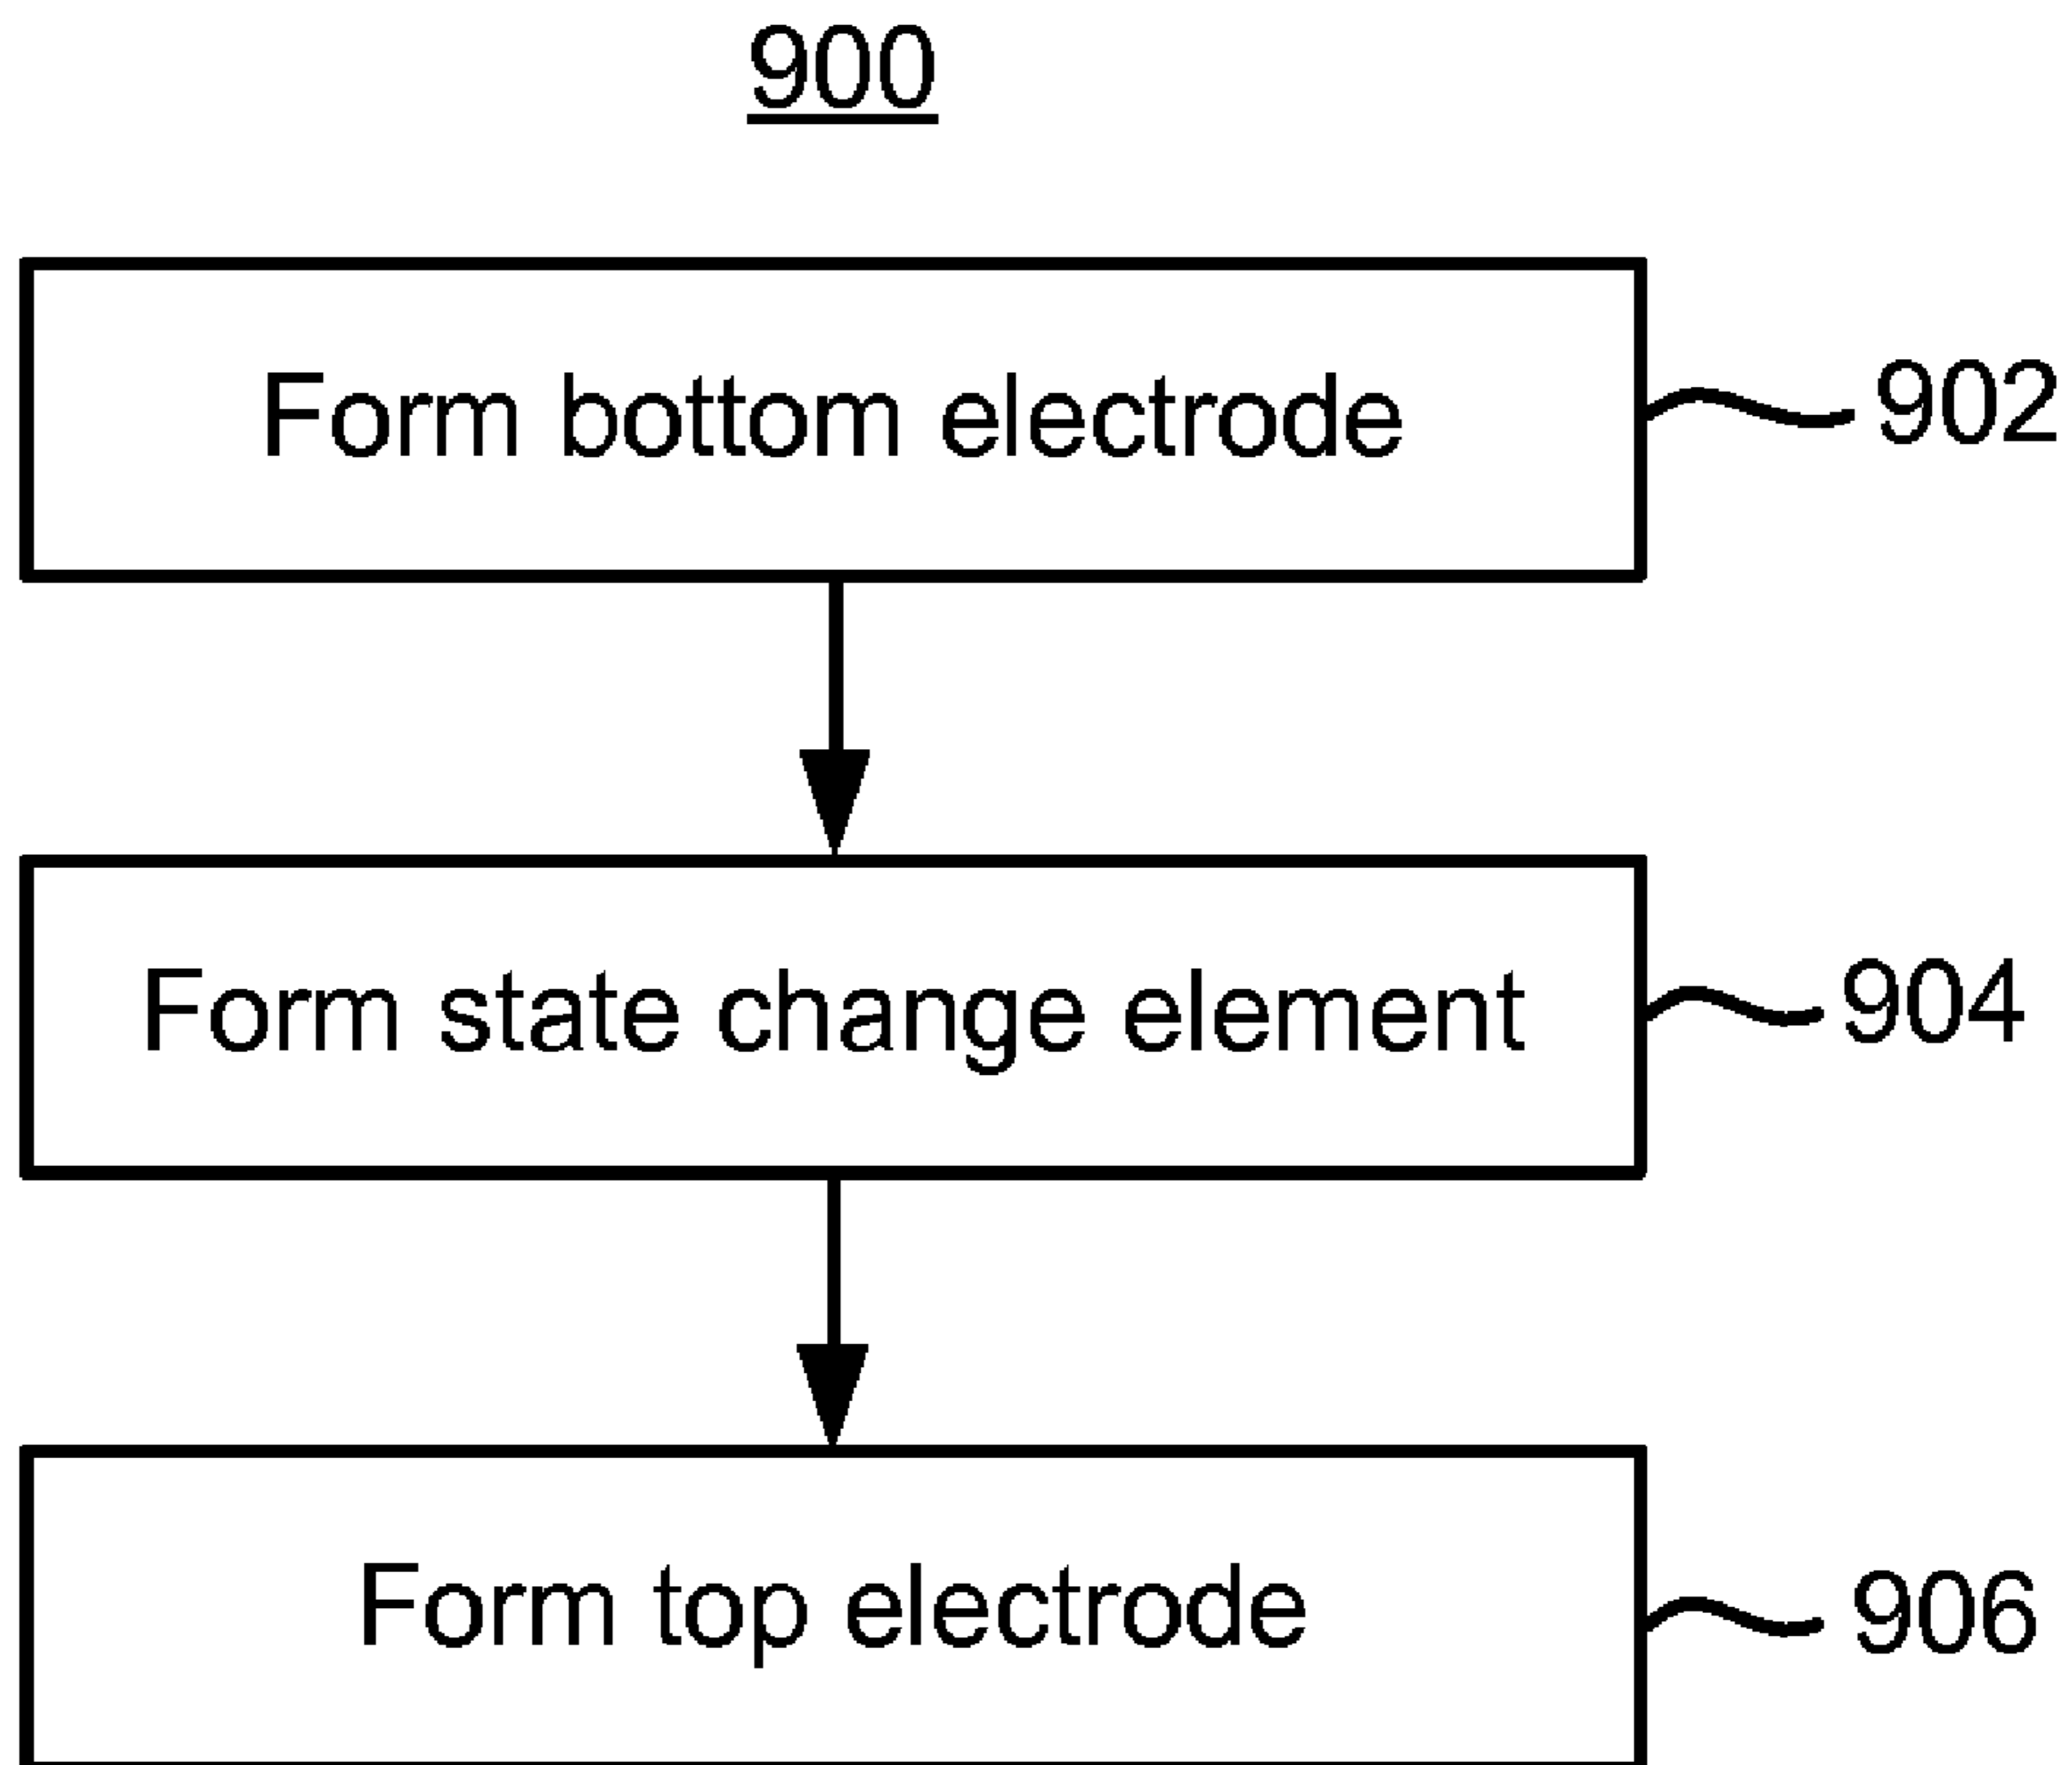 900
Form bottom electrode
902
Form state change element
904
Form top electrode
906